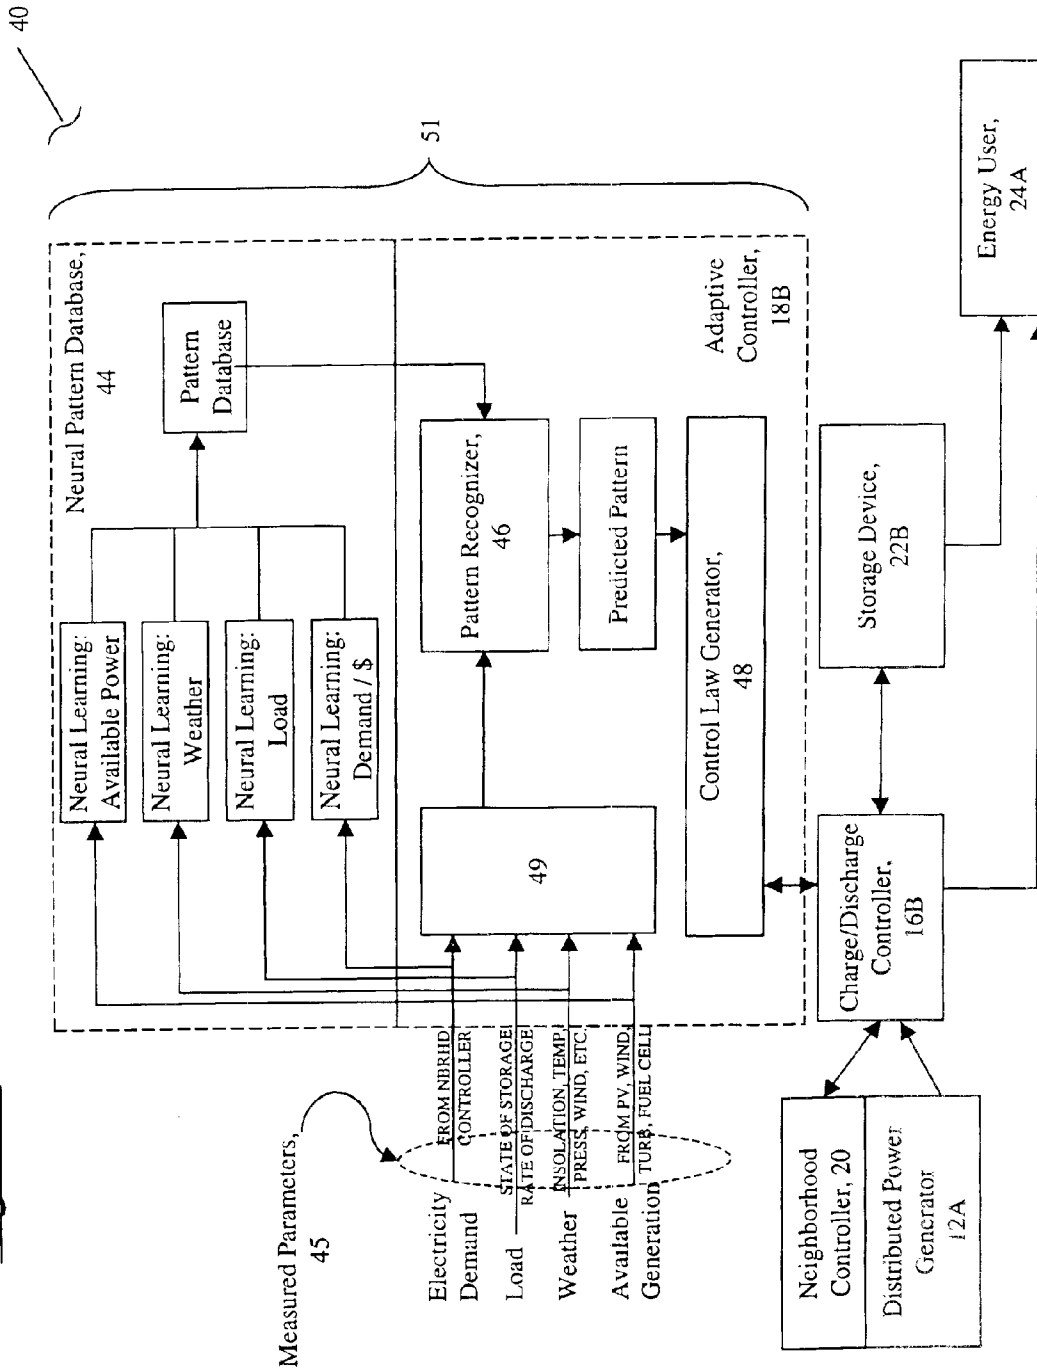 40
51
Neural Pattern Database,
44
Neural Learning:
Available Power
Neural Learning:
Weather
Neural Learning:
Load
Neural Learning:
Demand / $
Pattern
Database
Adaptive
Controller,
18B
Pattern Recognizer,
46
Predicted Pattern
49
Control Law Generator,
48
Measured Parameters,
45
Electricity
Demand
FROM NBRHD
CONTROLLER
Load
STATE OF STORAGE
RATE OF DISCHARGE
Weather
INSOLATION, TEMP,
PRESS, WIND, ETC.
Available
Generation
FROM PV, WIND,
TURB, FUEL CELL
Neighborhood
Controller, 20
Distributed Power
Generator
12A
Charge/Discharge
Controller,
16B
Storage Device,
22B
Energy User,
24A